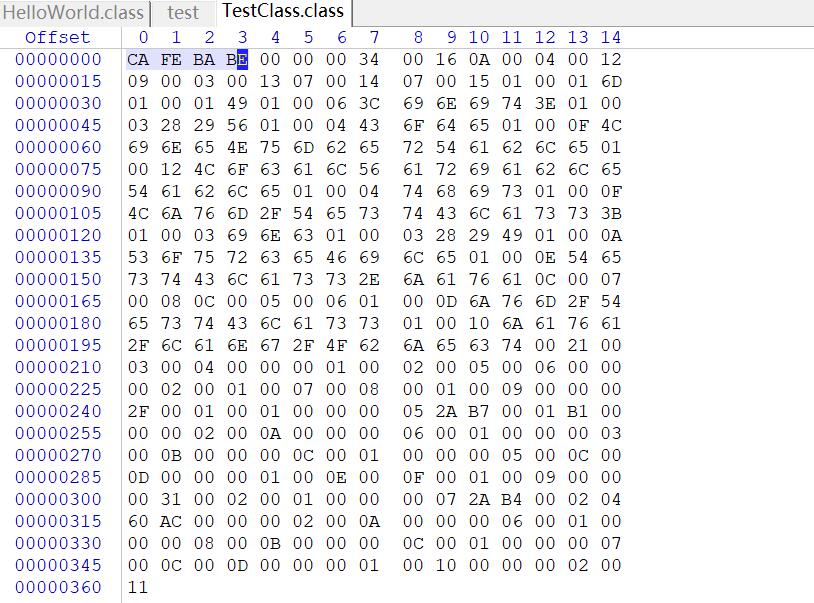 HelloWorld.class test TestClass.class
Offset 0 1 2 3 4 5 6 7 8 9 10 11 12 13 14
00000000 CA FE BA BE 00 00 00 34 00 16 0A 00 04 00 12
00000015 09 00 03 00 13 07 00 14 07 00 15 01 00 01 6D
00000030 01 00 01 49 01 00 06 3C 69 6E 69 74 3E 01 00
00000045 03 28 29 56 01 00 04 43 6F 64 65 01 00 0F 4C
00000060 69 6E 65 4E 75 6D 62 65 72 54 61 62 6C 65 01
00000075 00 12 4C 6F 63 61 6C 56 61 72 69 61 62 6C 65
00000090 54 61 62 6C 65 01 00 04 74 68 69 73 01 00 0F
00000105 4C 6A 76 6D 2F 54 65 73 74 43 6C 61 73 73 3B
00000120 01 00 03 69 6E 63 01 00 03 28 29 49 01 00 0A
00000135 53 6F 75 72 63 65 46 69 6C 65 01 00 0E 54 65
00000150 73 74 43 6C 61 73 73 2E 6A 61 76 61 0C 00 07
00000165 00 08 0C 00 05 00 06 01 00 0D 6A 76 6D 2F 54
00000180 65 73 74 43 6C 61 73 73 01 00 10 6A 61 76 61
00000195 2F 6C 61 6E 67 2F 4F 62 6A 65 63 74 00 21 00
00000210 03 00 04 00 00 00 01 00 02 00 05 00 06 00 00
00000225 00 02 00 01 00 07 00 08 00 01 00 09 00 00 00
00000240 2F 00 01 00 01 00 00 00 05 2A B7 00 01 B1 00
00000255 00 00 02 00 0A 00 00 00 06 00 01 00 00 00 03
00000270 00 0B 00 00 00 0C 00 01 00 00 00 05 00 0C 00
00000285 0D 00 00 00 01 00 0E 00 0F 00 01 00 09 00 00
00000300 00 31 00 02 00 01 00 00 00 07 2A B4 00 02 04
00000315 60 AC 00 00 00 02 00 0A 00 00 00 06 00 01 00
00000330 00 00 08 00 0B 00 00 00 0C 00 01 00 00 00 07
00000345 00 0C 00 0D 00 00 00 01 00 10 00 00 00 02 00
00000360 11